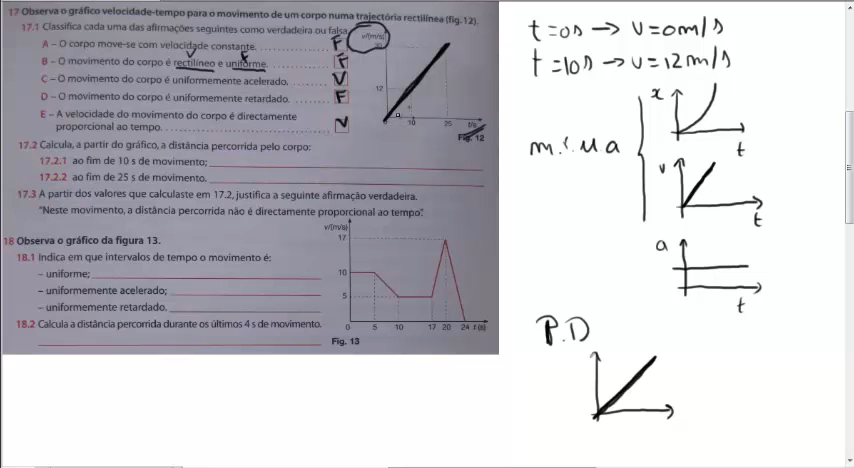 17 Observa o gráfico velocidade-tempo para o movimento de um corpo numa trajectória rectilínea (fig. 12).
17.1 Classifica cada uma das afirmações seguintes como verdadeira ou falsa.
A – O corpo move-se com velocidade constante. F
V F
B – O movimento do corpo é rectilíneo e uniforme. F
C – O movimento do corpo é uniformemente acelerado. V
D – O movimento do corpo é uniformemente retardado. F
E – A velocidade do movimento do corpo é directamente
proporcional ao tempo. V
v/(m/s)
30
12
0 10 25 t/s
Fig. 12
17.2 Calcula, a partir do gráfico, a distância percorrida pelo corpo:
17.2.1 ao fim de 10 s de movimento;
17.2.2 ao fim de 25 s de movimento.
17.3 A partir dos valores que calculaste em 17.2, justifica a seguinte afirmação verdadeira.
"Neste movimento, a distância percorrida não é directamente proporcional ao tempo".
18 Observa o gráfico da figura 13.
18.1 Indica em que intervalos de tempo o movimento é:
– uniforme;
– uniformemente acelerado;
– uniformemente retardado.
18.2 Calcula a distância percorrida durante os últimos 4 s de movimento.
v/(m/s)
17
10
5
0 5 10 17 20 24 t (s)
Fig. 13
t=0s → v=0m/s
t=10s → v=12m/s
x
t
m.r.u.a
v
t
a
t
P.D